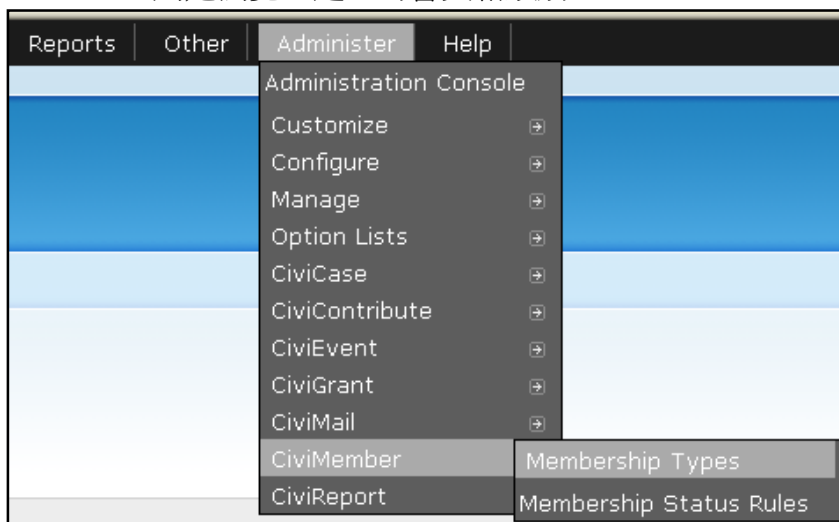 Reports Other Administer Help
Administration Console
Customize
Configure
Manage
Option Lists
CiviCase
CiviContribute
CiviEvent
CiviGrant
CiviMail
CiviMember
Membership Types
CiviReport
Membership Status Rules